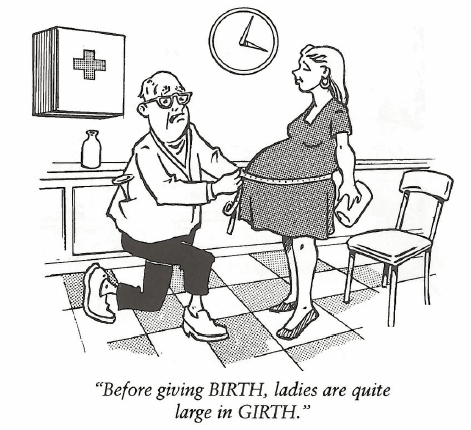 “Before giving BIRTH, ladies are quite
large in GIRTH.”